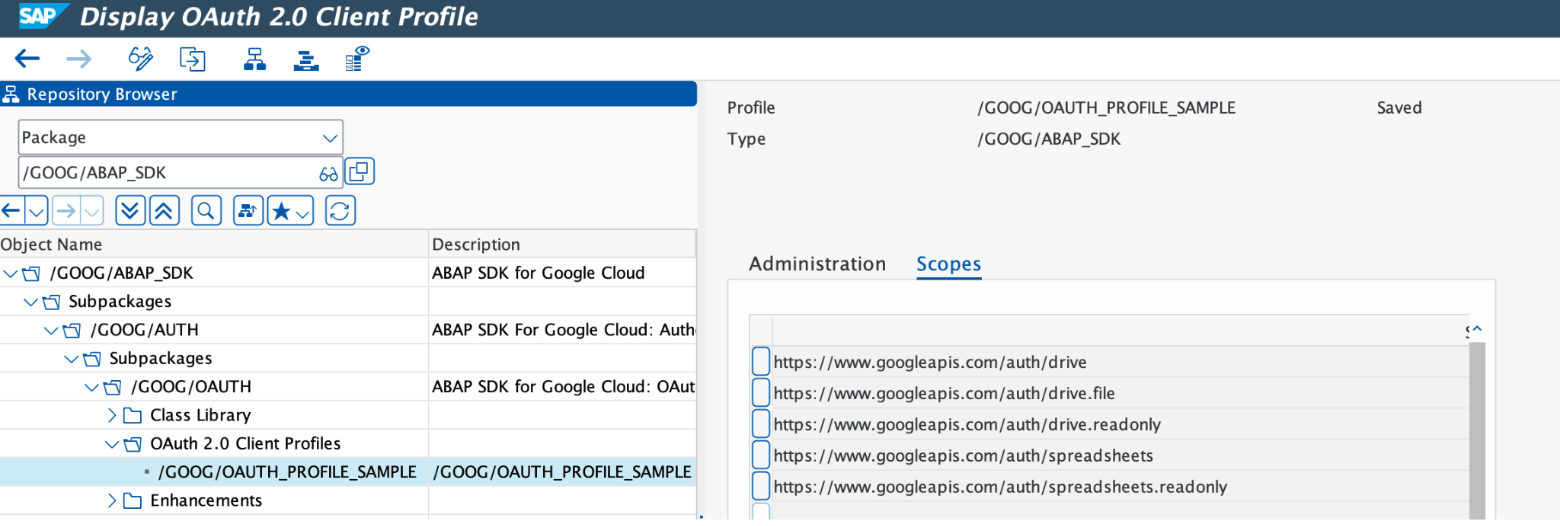 SAP Display OAuth 2.0 Client Profile
Repository Browser
Package
/GOOG/ABAP_SDK
Object Name Description
/GOOG/ABAP_SDK ABAP SDK for Google Cloud
Subpackages
/GOOG/AUTH ABAP SDK For Google Cloud: Auth
Subpackages
/GOOG/OAUTH ABAP SDK for Google Cloud: OAut
Class Library
OAuth 2.0 Client Profiles
/GOOG/OAUTH_PROFILE_SAMPLE /GOOG/OAUTH_PROFILE_SAMPLE
Enhancements
Profile /GOOG/OAUTH_PROFILE_SAMPLE Saved
Type /GOOG/ABAP_SDK
Administration Scopes
https://www.googleapis.com/auth/drive
https://www.googleapis.com/auth/drive.file
https://www.googleapis.com/auth/drive.readonly
https://www.googleapis.com/auth/spreadsheets
https://www.googleapis.com/auth/spreadsheets.readonly